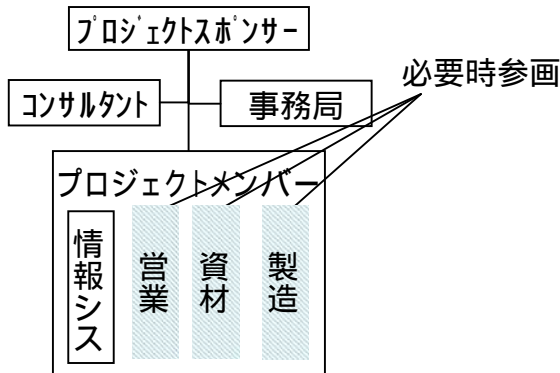 プロジェクトスポンサー
必要時参画
コンサルタント
事務局
プロジェクトメンバー
情報シス
営業
資材
製造